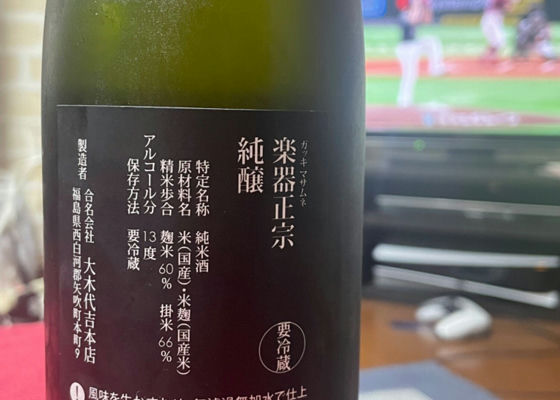 ガッキ マサムネ
楽器正宗
純醸
特定名称 純米酒
原材料名 米(国産)・米麹(国産米)
精米歩合 麹米60% 掛米66%
アルコール分 13度
保存方法 要冷蔵
製造者 合名会社 大木代吉本店
福島県西白河郡矢吹町本町9
要冷蔵